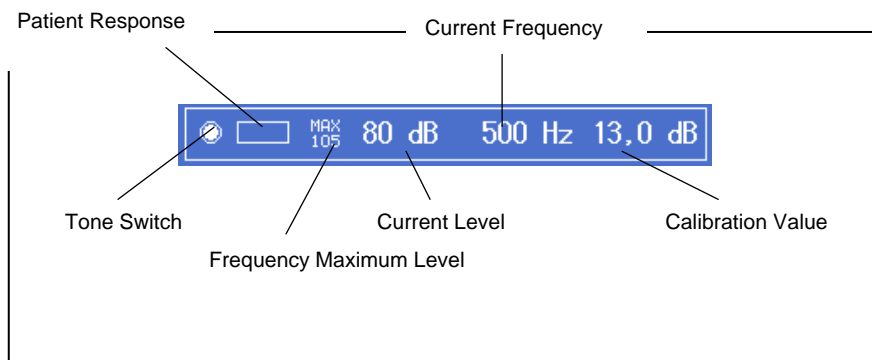 Patient Response
Current Frequency
MAX
105 80 dB 500 Hz 13,0 dB
Tone Switch
Current Level
Calibration Value
Frequency Maximum Level